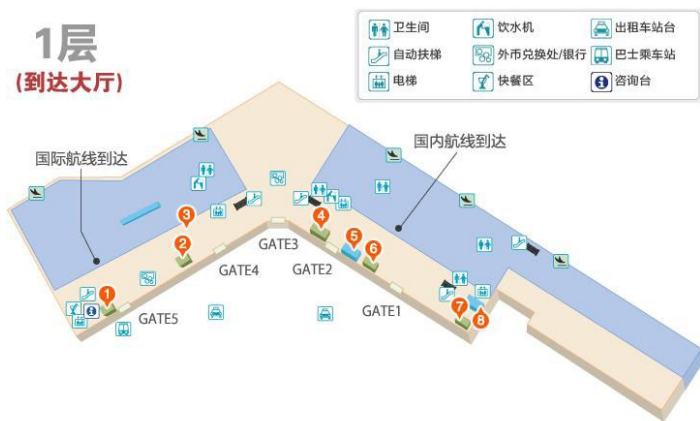 1层
(到达大厅)
卫生间
饮水机
出租车站台
自动扶梯
外币兑换处/银行
巴士乘车站
电梯
快餐区
咨询台
国际航线到达
国内航线到达
3
4
5
6
2
GATE3
GATE4
GATE2
1
GATE5
GATE1
7
8